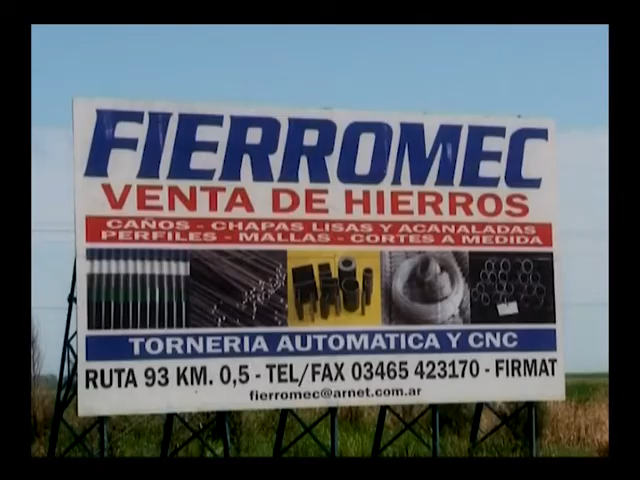 FIERROMEC
VENTA DE HIERROS
CAÑOS - CHAPAS LISAS Y ACANALADAS
PERFILES - MALLAS - CORTES A MEDIDA
TORNERIA AUTOMATICA Y CNC
RUTA 93 KM. 0,5 - TEL/FAX 03465 423170 - FIRMAT
fierromec@arnet.com.ar